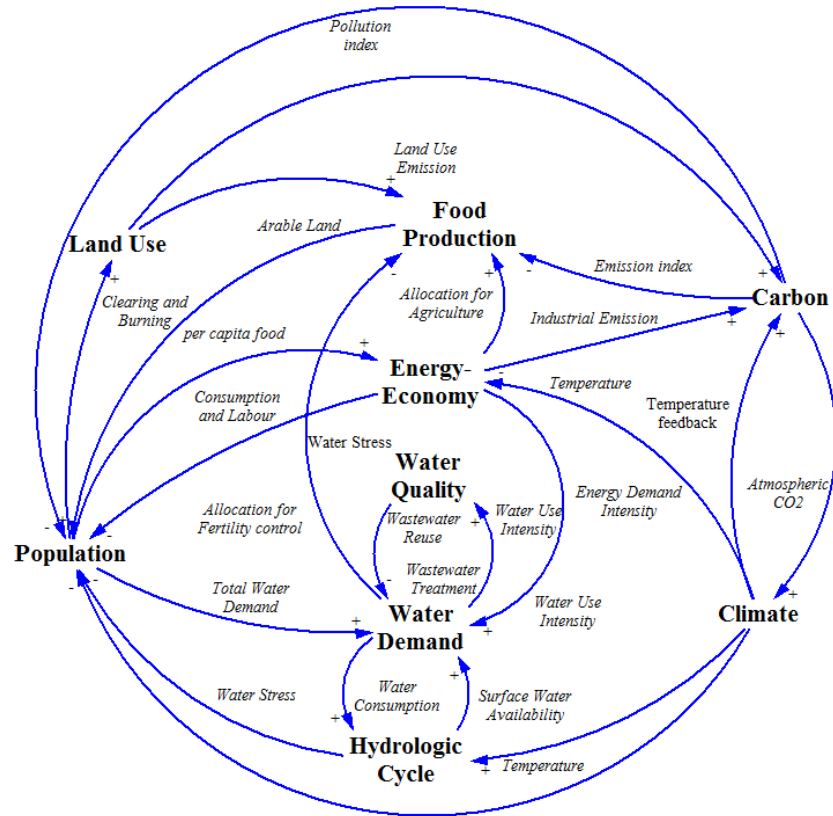 Pollution
index
Land Use
Emission
Food
Production
Arable Land
Land Use
Emission index
Carbon
Clearing and
Burning
Allocation for
Agriculture
per capita food
Industrial Emission
Energy-
Economy
Temperature
Consumption
and Labour
Temperature
feedback
Water Stress
Water
Quality
Energy Demand
Intensity
Atmospheric
CO2
Allocation for
Fertility control
Wastewater
Reuse
Water Use
Intensity
Population
Wastewater
Treatment
Total Water
Demand
Water
Demand
Water Use
Intensity
Climate
Water Stress
Water
Consumption
Surface Water
Availability
Hydrologic
Cycle
Temperature